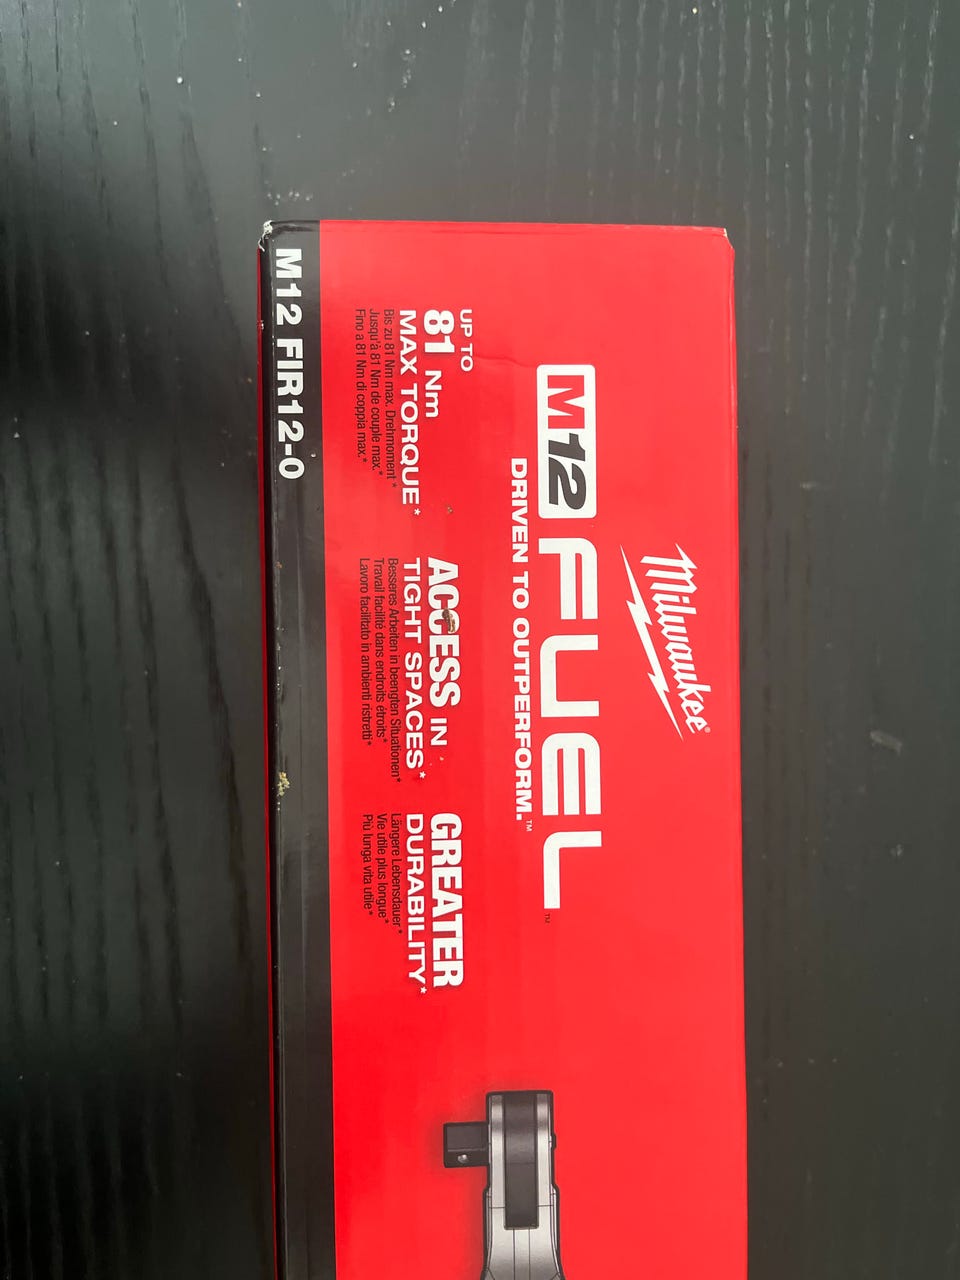 Milwaukee®
M12 FUEL™
DRIVEN TO OUTPERFORM.™
UP TO
81 Nm
MAX TORQUE*
Bis zu 81 Nm max. Drehmoment*
Jusqu'à 81 Nm de couple max.*
Fino a 81 Nm di coppia max.*
ACCESS IN
TIGHT SPACES*
Besseres Arbeiten in beengten Situationen*
Travail facilité dans endroits étroits*
Lavoro facilitato in ambienti ristretti*
GREATER
DURABILITY*
Längere Lebensdauer*
Vie utile plus longue*
Più lunga vita utile*
M12 FIR12-0